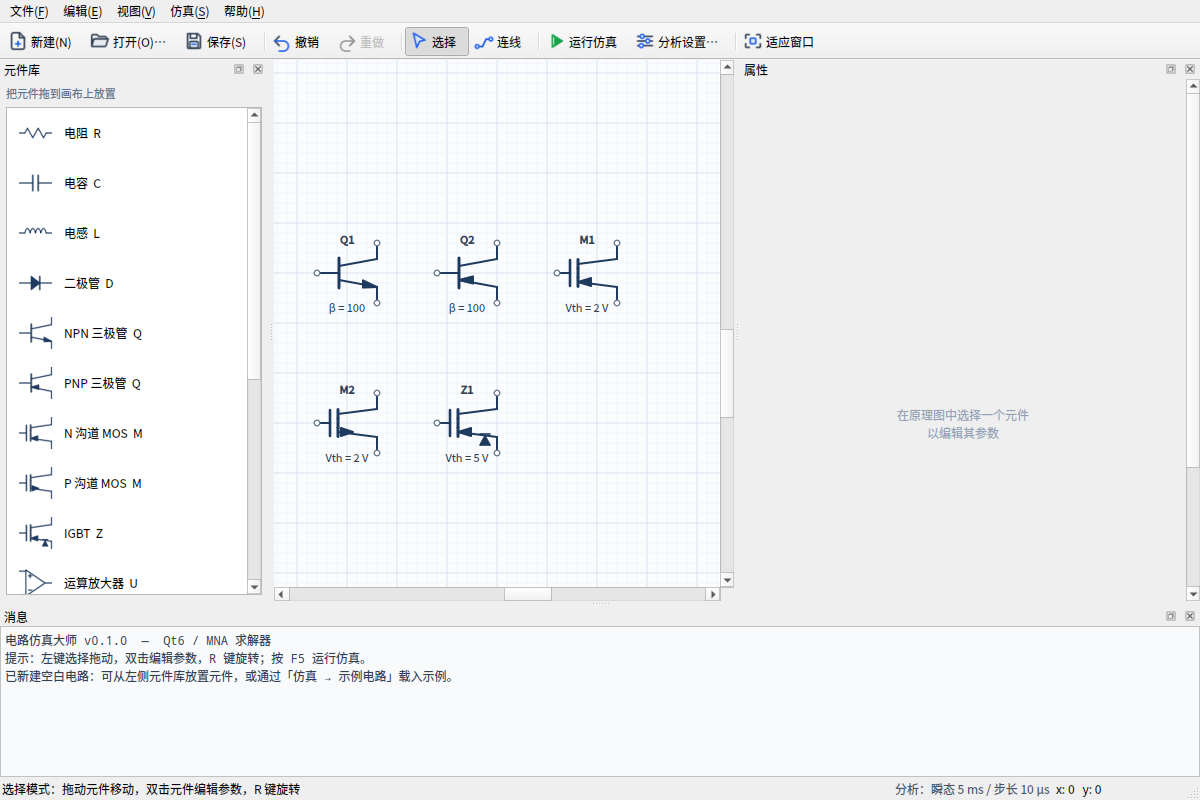 文件(F) 编辑(E) 视图(V) 仿真(S) 帮助(H)
新建(N) 打开(O)… 保存(S) 撤销 重做 选择 连线 运行仿真 分析设置… 适应窗口
元件库
把元件拖到画布上放置
电阻 R
电容 C
电感 L
二极管 D
NPN 三极管 Q
PNP 三极管 Q
N 沟道 MOS M
P 沟道 MOS M
IGBT Z
运算放大器 U
Q1 Q2 M1
β = 100 β = 100 Vth = 2 V
M2 Z1
Vth = 2 V Vth = 5 V
属性
在原理图中选择一个元件
以编辑其参数
消息
电路仿真大师 v0.1.0 — Qt6 / MNA 求解器
提示: 左键选择拖动，双击编辑参数，R 键旋转；按 F5 运行仿真。
已新建空白电路: 可从左侧元件库放置元件，或通过「仿真 → 示例电路」载入示例。
选择模式：拖动元件移动，双击元件编辑参数，R 键旋转
分析：瞬态 5 ms / 步长 10 µs x: 0 y: 0